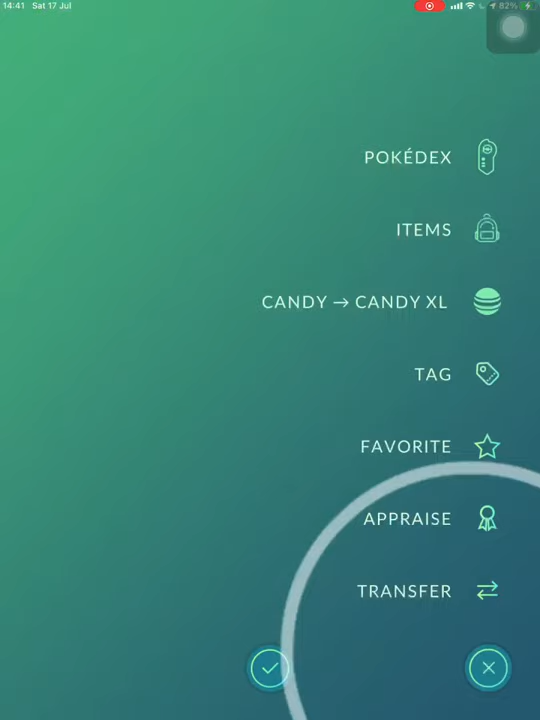 14:41 Sat 17 Jul 82%
POKÉDEX
ITEMS
CANDY → CANDY XL
TAG
FAVORITE
APPRAISE
TRANSFER